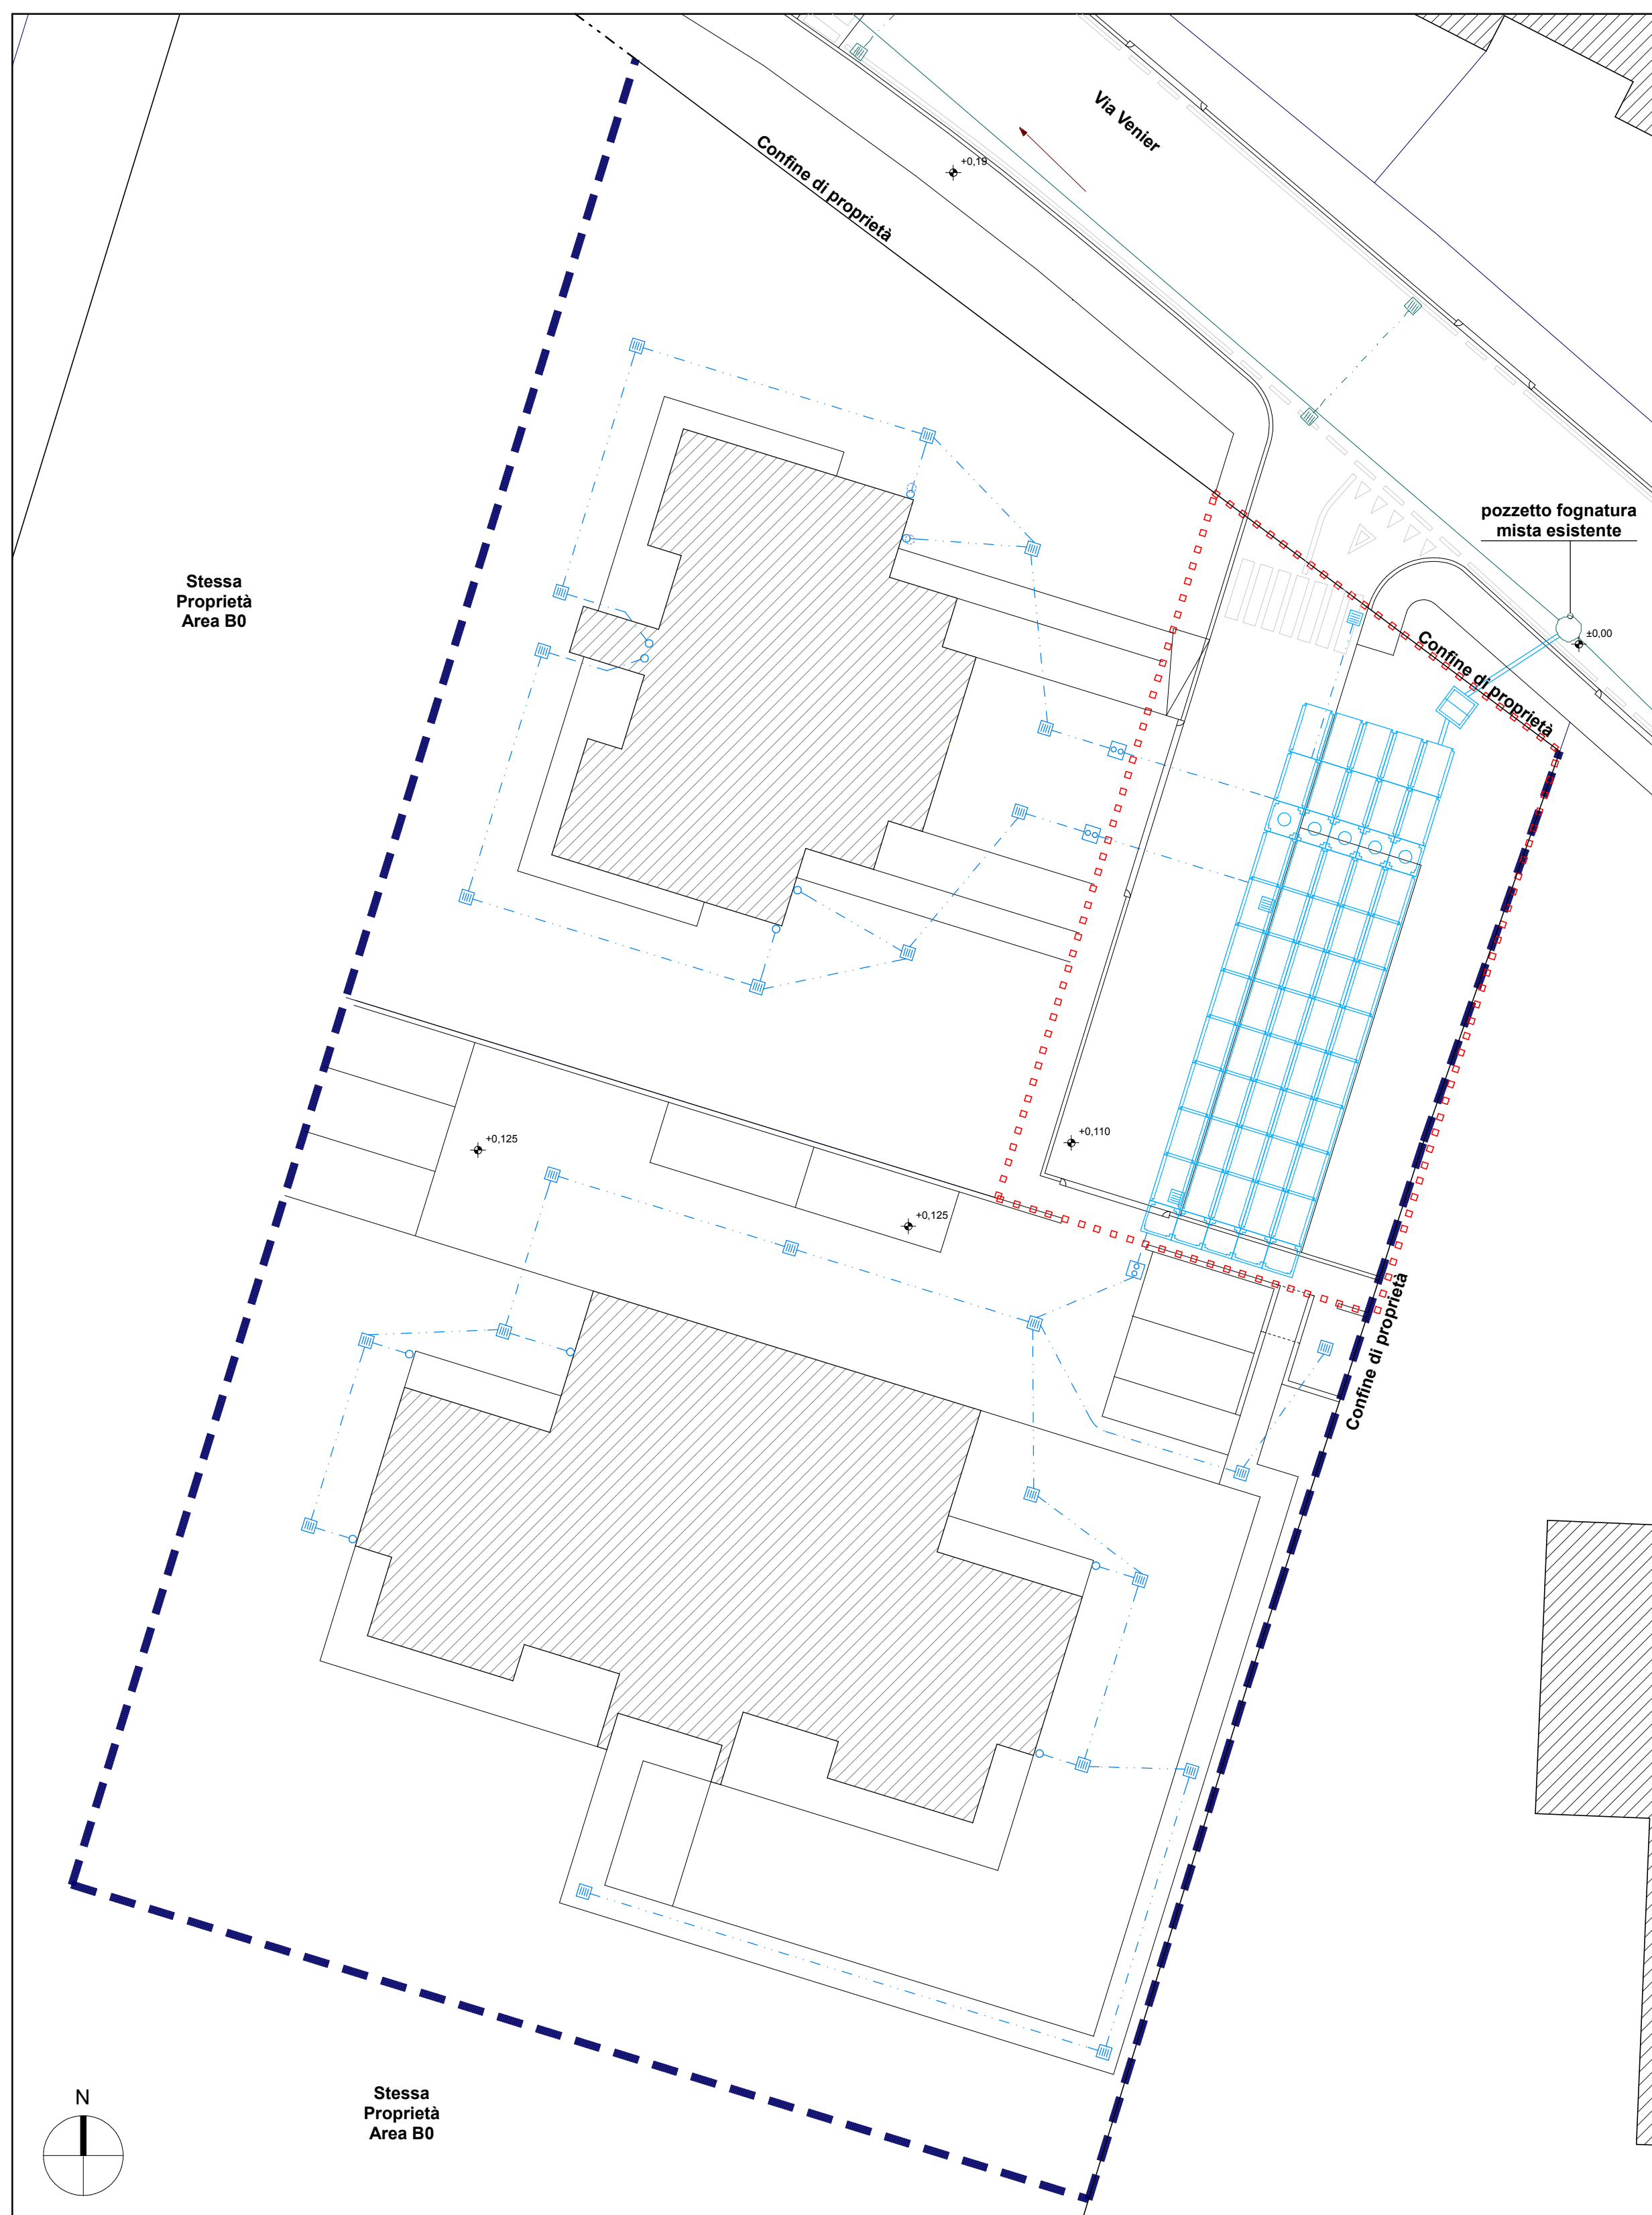 Via Venier
+0,19
Confine di proprietà
pozzetto fognatura
mista esistente
±0,00
Confine di proprietà
Stessa
Proprietà
Area B0
+0,110
+0,125
+0,125
Confine di proprietà
Stessa
Proprietà
Area B0
N